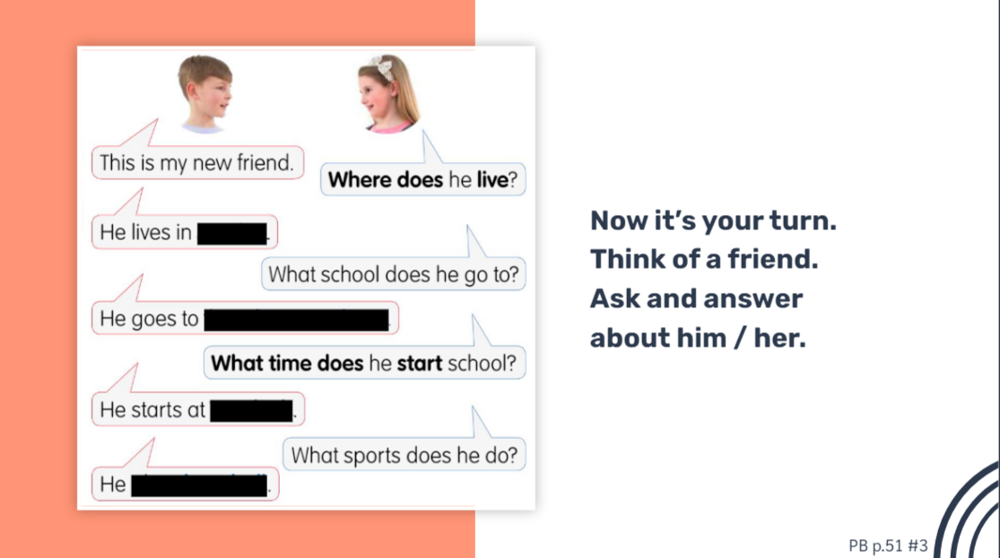 This is my new friend.
Where does he live?
He lives in .
What school does he go to?
He goes to .
What time does he start school?
He starts at .
What sports does he do?
He .
Now it’s your turn.
Think of a friend.
Ask and answer
about him / her.
PB p.51 #3